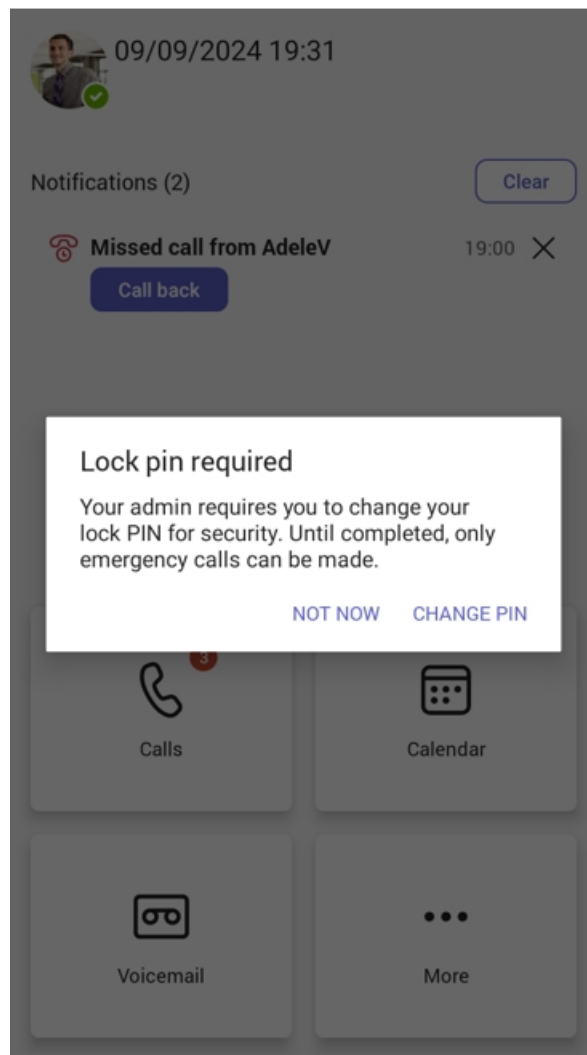 09/09/2024 19:31
Notifications (2)
Clear
Missed call from AdeleV
19:00
Call back
Lock pin required
Your admin requires you to change your
lock PIN for security. Until completed, only
emergency calls can be made.
NOT NOW
CHANGE PIN
3
Calls
Calendar
Voicemail
More